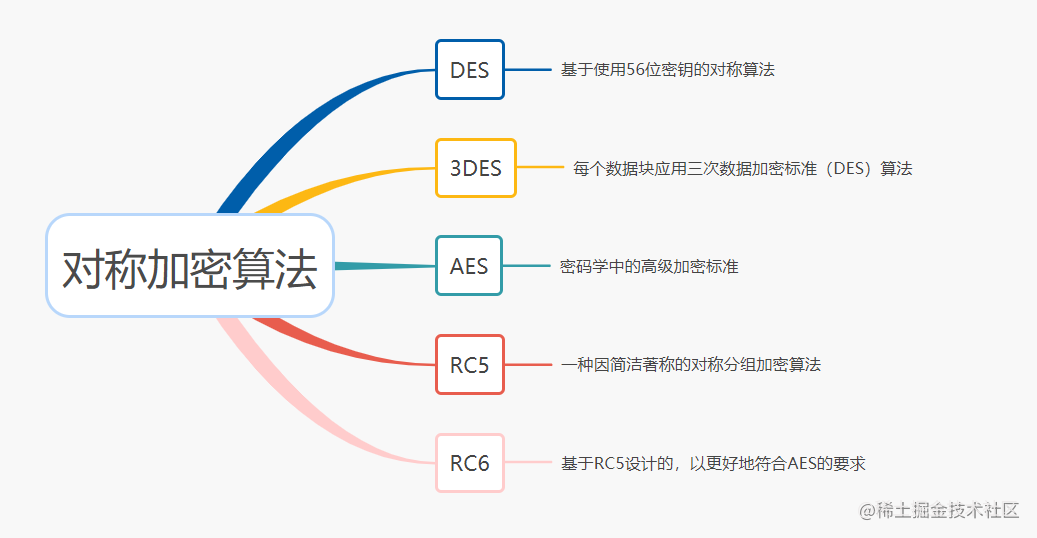 对称加密算法
DES
基于使用56位密钥的对称算法
3DES
每个数据块应用三次数据加密标准（DES）算法
AES
密码学中的高级加密标准
RC5
一种因简洁著称的对称分组加密算法
RC6
基于RC5设计的，以更好地符合AES的要求
@稀土掘金技术社区